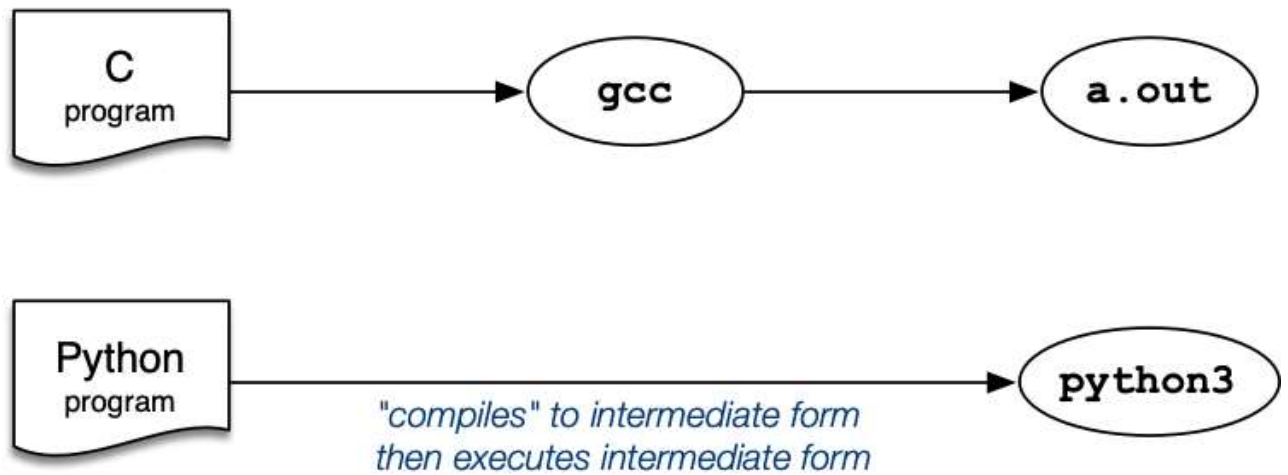 C
program
gcc
a.out
Python
program
python3
"compiles" to intermediate form
then executes intermediate form